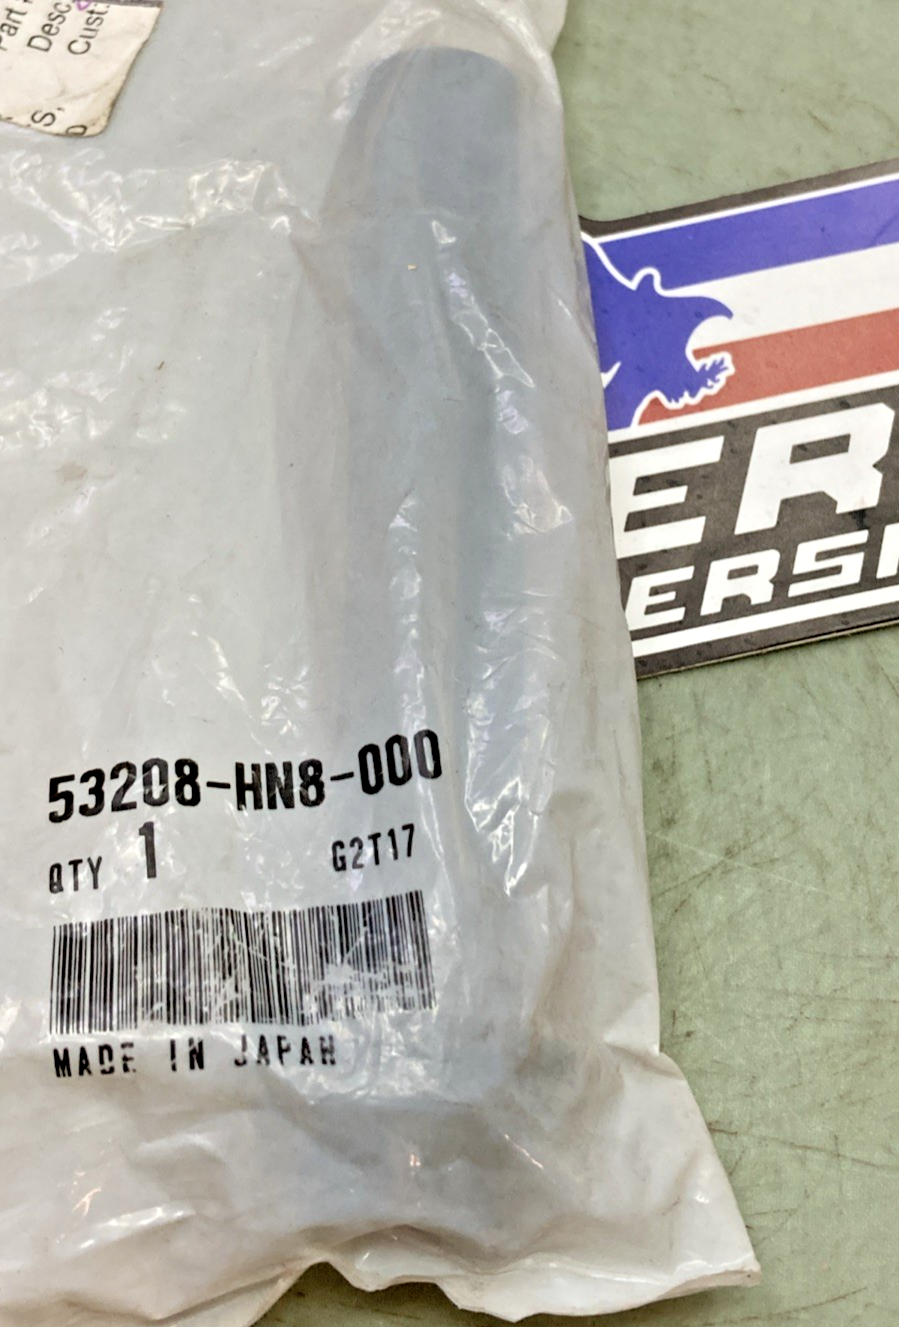 Part
Desc
Cust.
S,
53208-HN8-000
QTY 1 G2T17
MADE IN JAPAN
ER
ERS